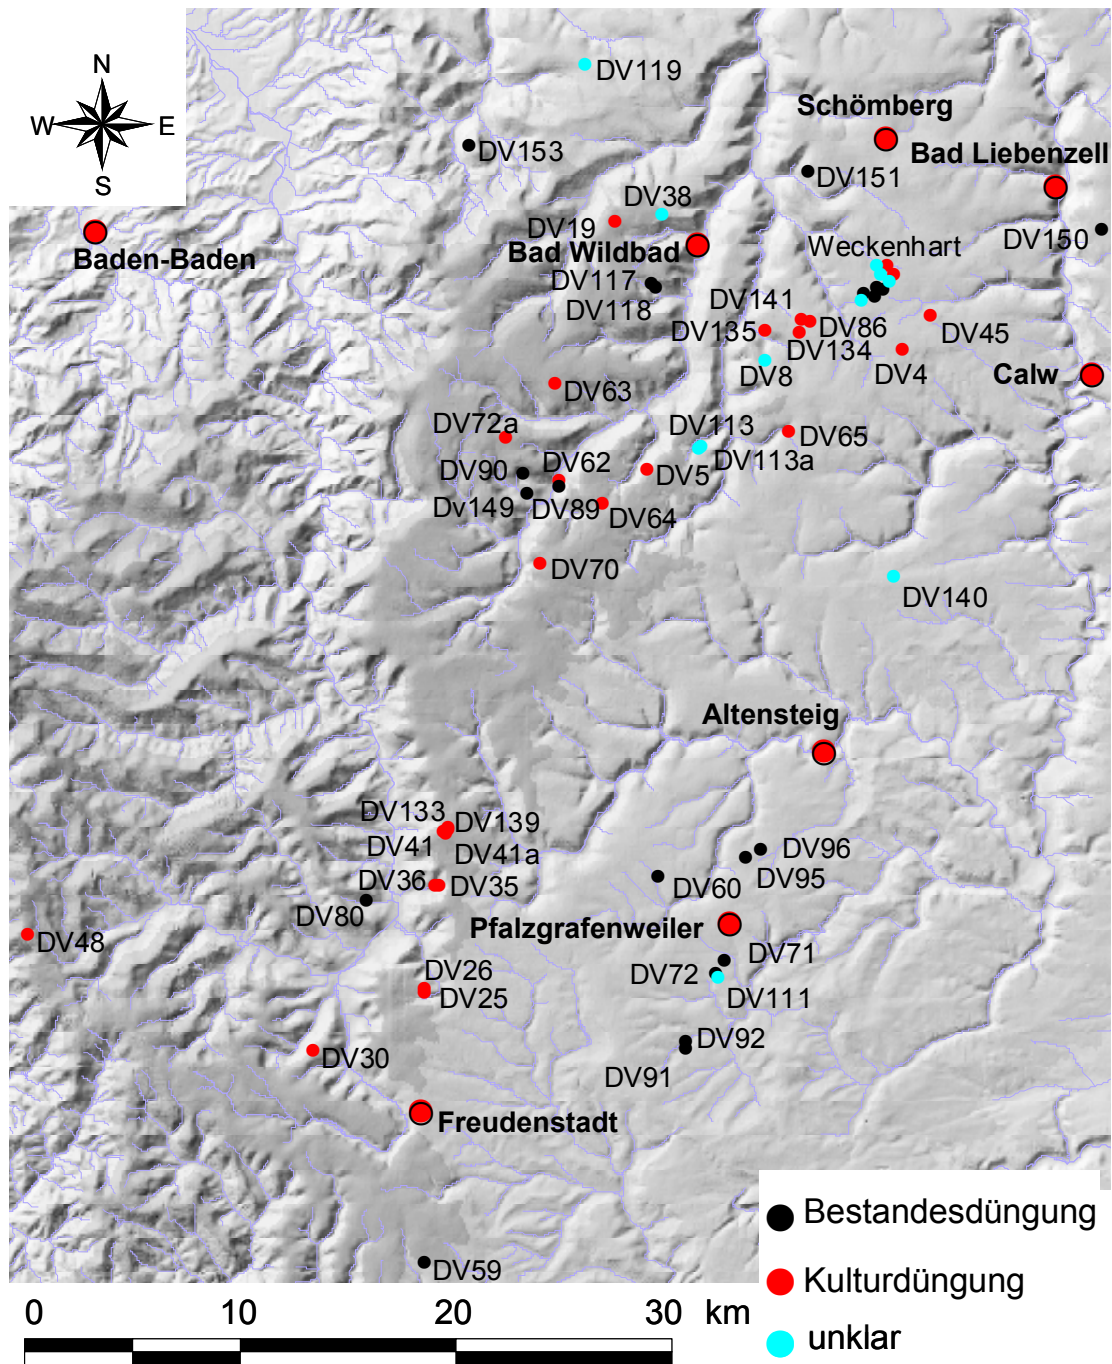 N
W E
S
DV119
Schömberg
DV153
Bad Liebenzell
DV151
DV38
DV19
DV150
Baden-Baden
Bad Wildbad
Weckenhart
DV117
DV118
DV141
DV86
DV45
DV135
DV134
DV8
DV4
Calw
DV63
DV72a
DV113
DV65
DV90
DV62
DV5
DV113a
Dv149
DV89
DV64
DV70
DV140
Altensteig
DV133
DV139
DV41
DV41a
DV96
DV36
DV35
DV60
DV95
DV80
Pfalzgrafenweiler
DV48
DV71
DV26
DV72
DV25
DV111
DV92
DV30
DV91
Freudenstadt
Bestandesdüngung
DV59
Kulturdüngung
0 10 20 30 km
unklar